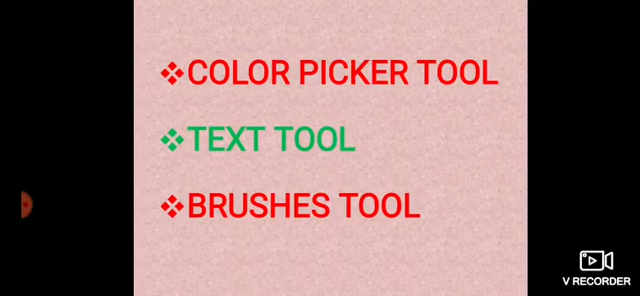 ❖COLOR PICKER TOOL
❖TEXT TOOL
❖BRUSHES TOOL
V RECORDER